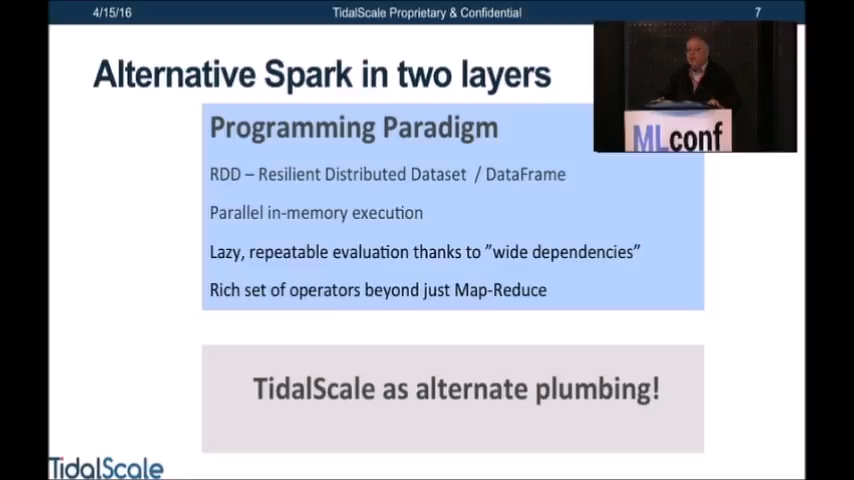 4/15/16 TidalScale Proprietary & Confidential 7
Alternative Spark in two layers
Programming Paradigm
RDD – Resilient Distributed Dataset / DataFrame
Parallel in-memory execution
Lazy, repeatable evaluation thanks to ”wide dependencies”
Rich set of operators beyond just Map-Reduce
MLconf
TidalScale as alternate plumbing!
TidalScale